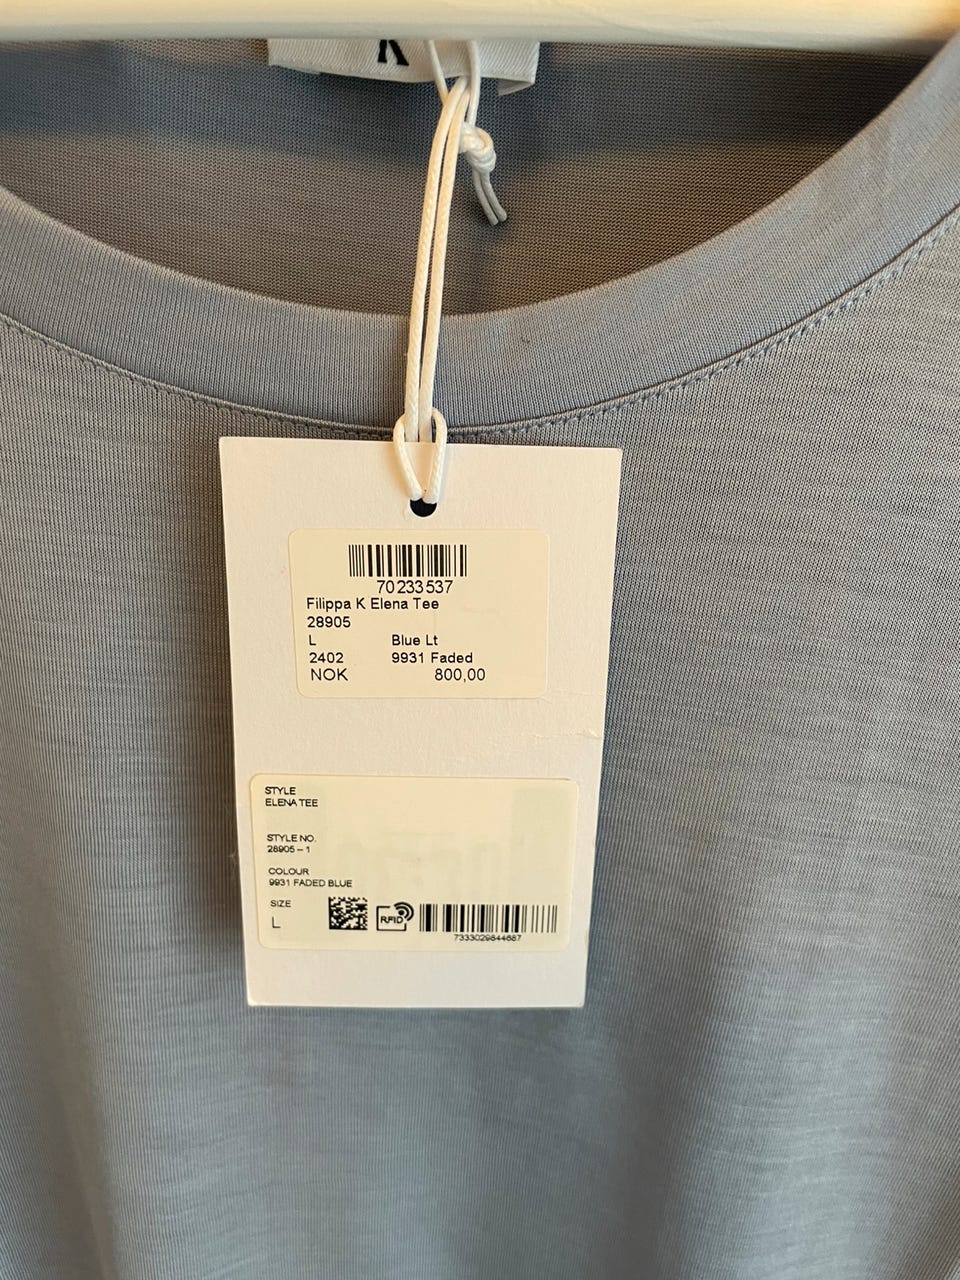 K
70233537
Filippa K Elena Tee
28905
L Blue Lt
2402 9931 Faded
NOK 800,00
STYLE
ELENA TEE
STYLE NO.
28905-1
COLOUR
9931 FADED BLUE
SIZE
L
RFID
7333029844687